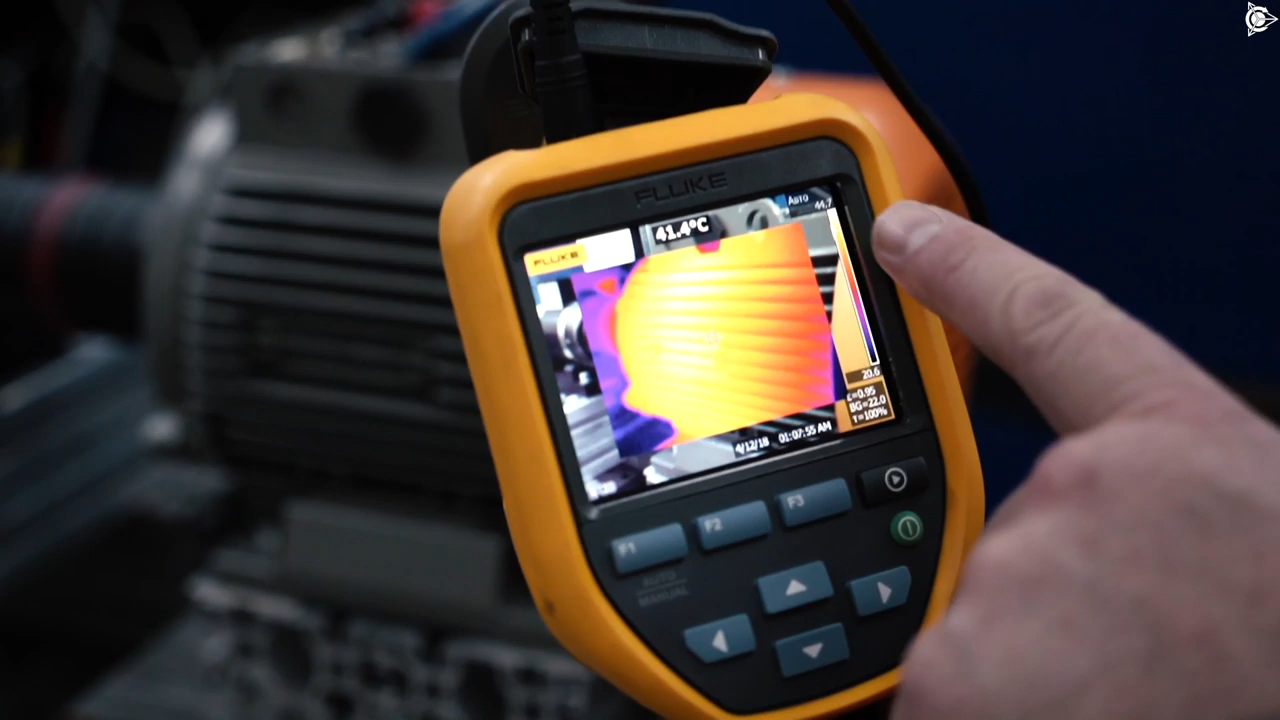 FLUKE
Авто
44,7
41.4°C
FLUKE
20.6
ε=0.95
BG=22.0
τ=100%
4/12/18 01:07:55 AM
F1
F2
F3
AUTO
MANUAL